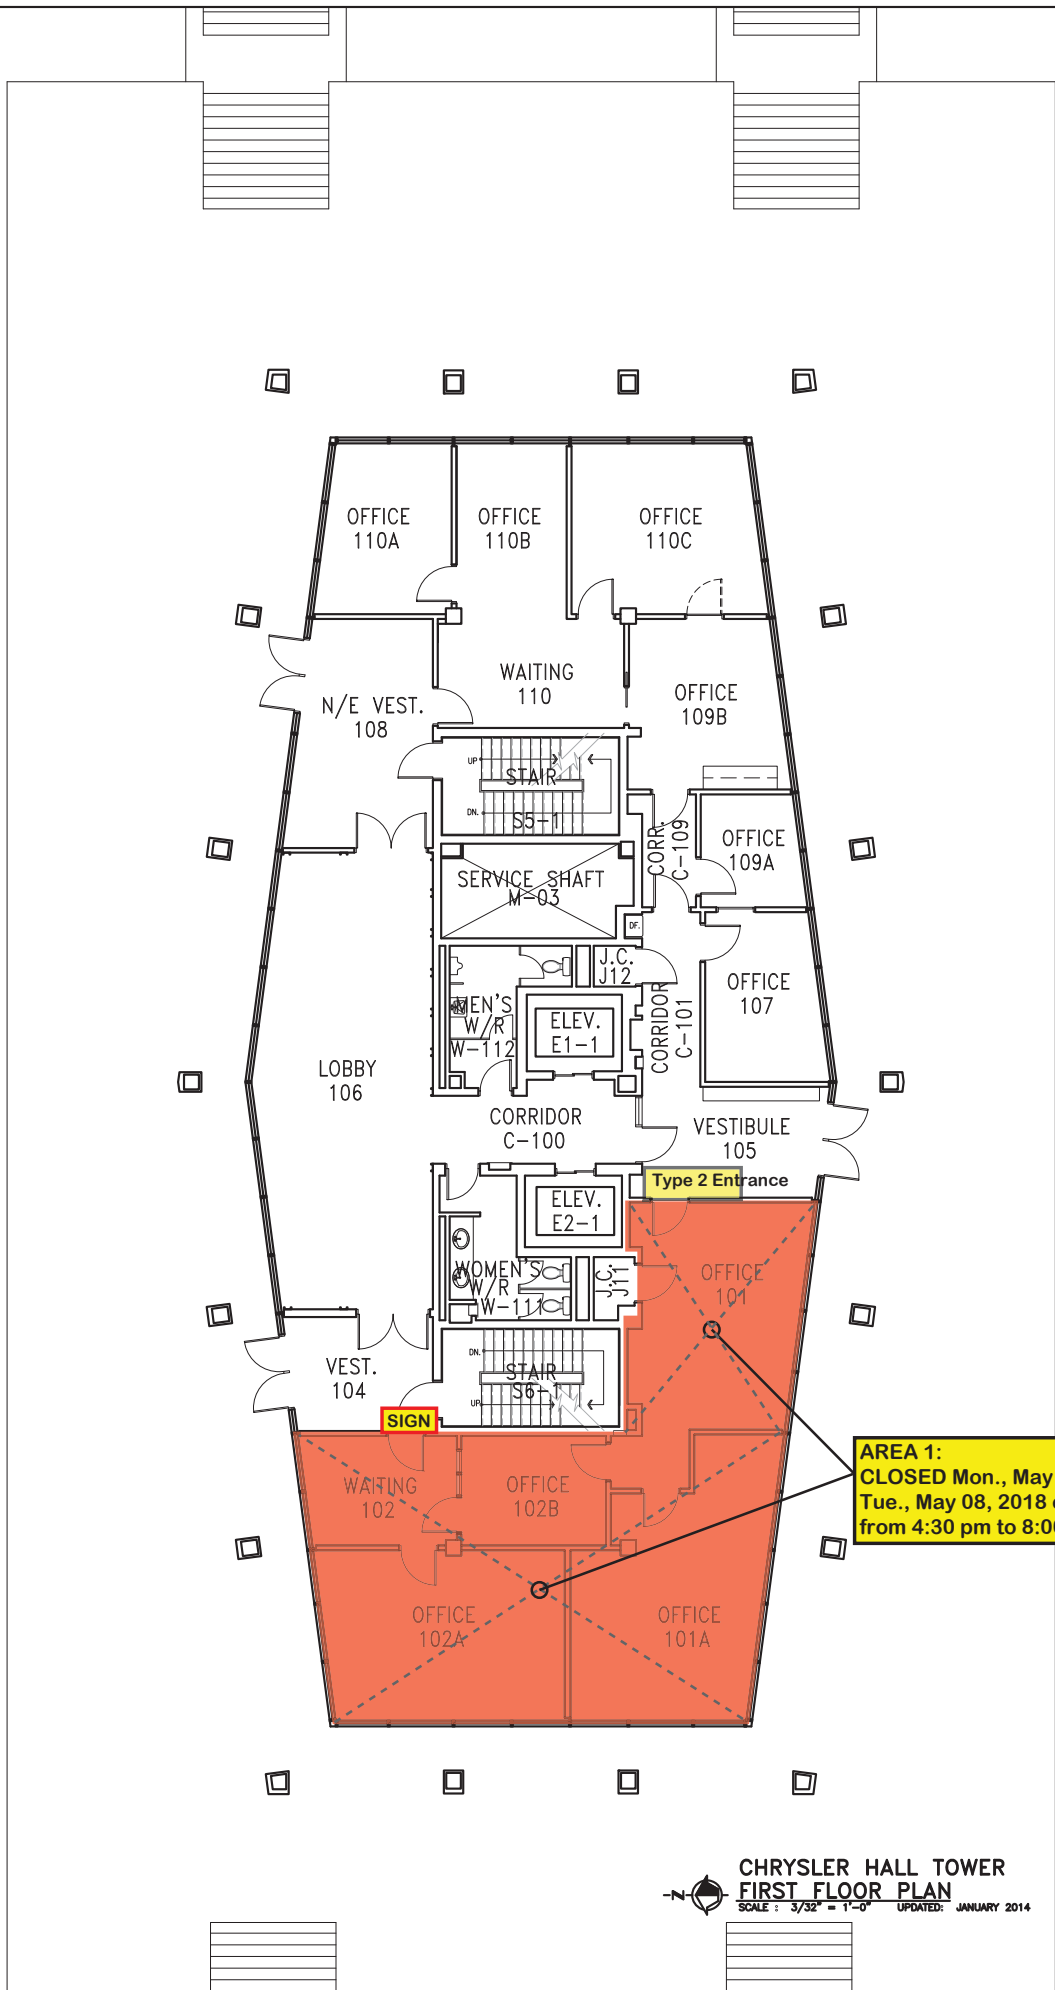 OFFICE
110A
OFFICE
110B
OFFICE
110C
WAITING
110
OFFICE
109B
N/E VEST.
108
UP
STAIR
DN.
S5-1
CORR.
C-109
OFFICE
109A
SERVICE SHAFT
M-03
DF.
J.C.
J12
OFFICE
107
MEN'S
W/R
W-112
ELEV.
E1-1
CORRIDOR
C-101
LOBBY
106
CORRIDOR
C-100
VESTIBULE
105
Type 2 Entrance
ELEV.
E2-1
WOMEN'S
W/R
W-111
J.C.
J11
OFFICE
101
DN.
STAIR
S6-1
UP
VEST.
104
SIGN
WAITING
102
OFFICE
102B
AREA 1:
CLOSED Mon., May
Tue., May 08, 2018
from 4:30 pm to 8:0
OFFICE
102A
OFFICE
101A
N
CHRYSLER HALL TOWER
FIRST FLOOR PLAN
SCALE : 3/32" = 1'-0" UPDATED: JANUARY 2014